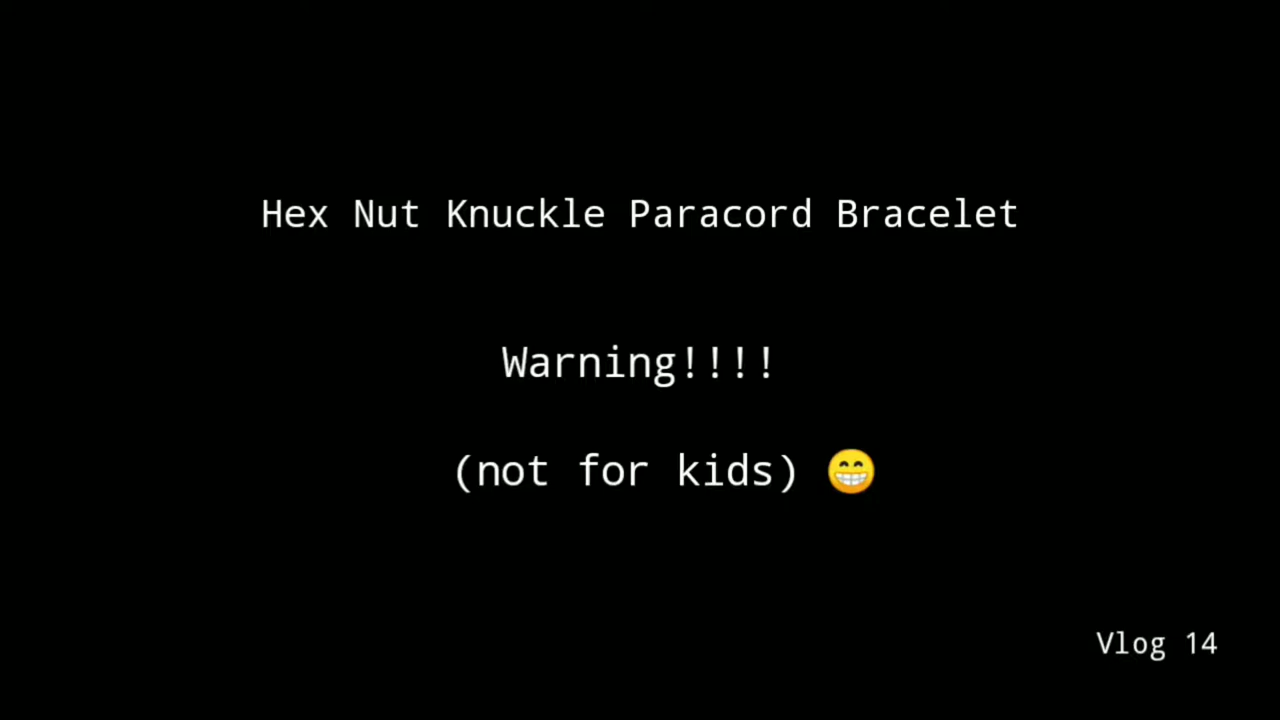 Hex Nut Knuckle Paracord Bracelet
Warning!!!!
(not for kids) 😁
Vlog 14